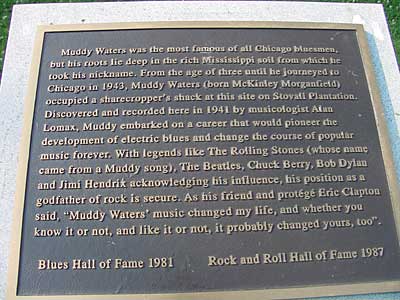 Muddy Waters was the most famous of all Chicago bluesmen,
but his roots lie deep in the rich Mississippi soil from which he
took his nickname. From the age of three until he journeyed to
Chicago in 1943, Muddy Waters (born McKinley Morganfield)
occupied a sharecropper's shack at this site on Stovall Plantation.
Discovered and recorded here in 1941 by musicologist Alan
Lomax, Muddy embarked on a career that would pioneer the
development of electric blues and change the course of popular
music forever. With legends like The Rolling Stones (whose name
came from a Muddy song), The Beatles, Chuck Berry, Bob Dylan
and Jimi Hendrix acknowledging his influence, his position as a
godfather of rock is secure. As his friend and protégé Eric Clapton
said, "Muddy Waters' music changed my life, and whether you
know it or not, and like it or not, it probably changed yours, too".
Blues Hall of Fame 1981 Rock and Roll Hall of Fame 1987